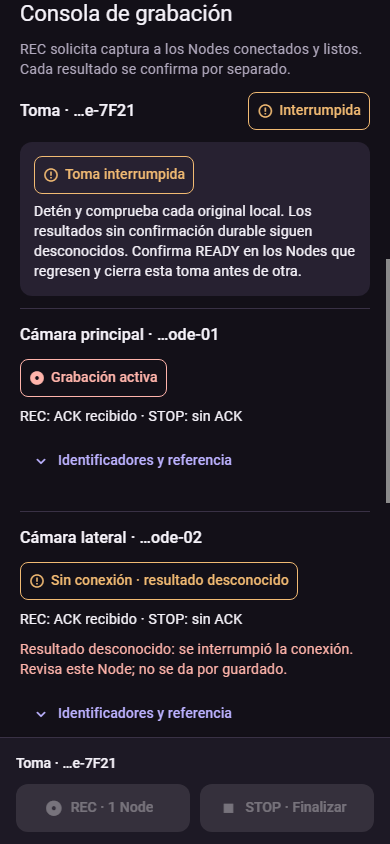 Consola de grabación
REC solicita captura a los Nodes conectados y listos.
Cada resultado se confirma por separado.
Toma · …e-7F21
Interrumpida
Toma interrumpida
Detén y comprueba cada original local. Los
resultados sin confirmación durable siguen
desconocidos. Confirma READY en los Nodes que
regresen y cierra esta toma antes de otra.
Cámara principal · …ode-01
Grabación activa
REC: ACK recibido · STOP: sin ACK
Identificadores y referencia
Cámara lateral · …ode-02
Sin conexión · resultado desconocido
REC: ACK recibido · STOP: sin ACK
Resultado desconocido: se interrumpió la conexión.
Revisa este Node; no se da por guardado.
Identificadores y referencia
Toma · …e-7F21
REC · 1 Node
STOP · Finalizar